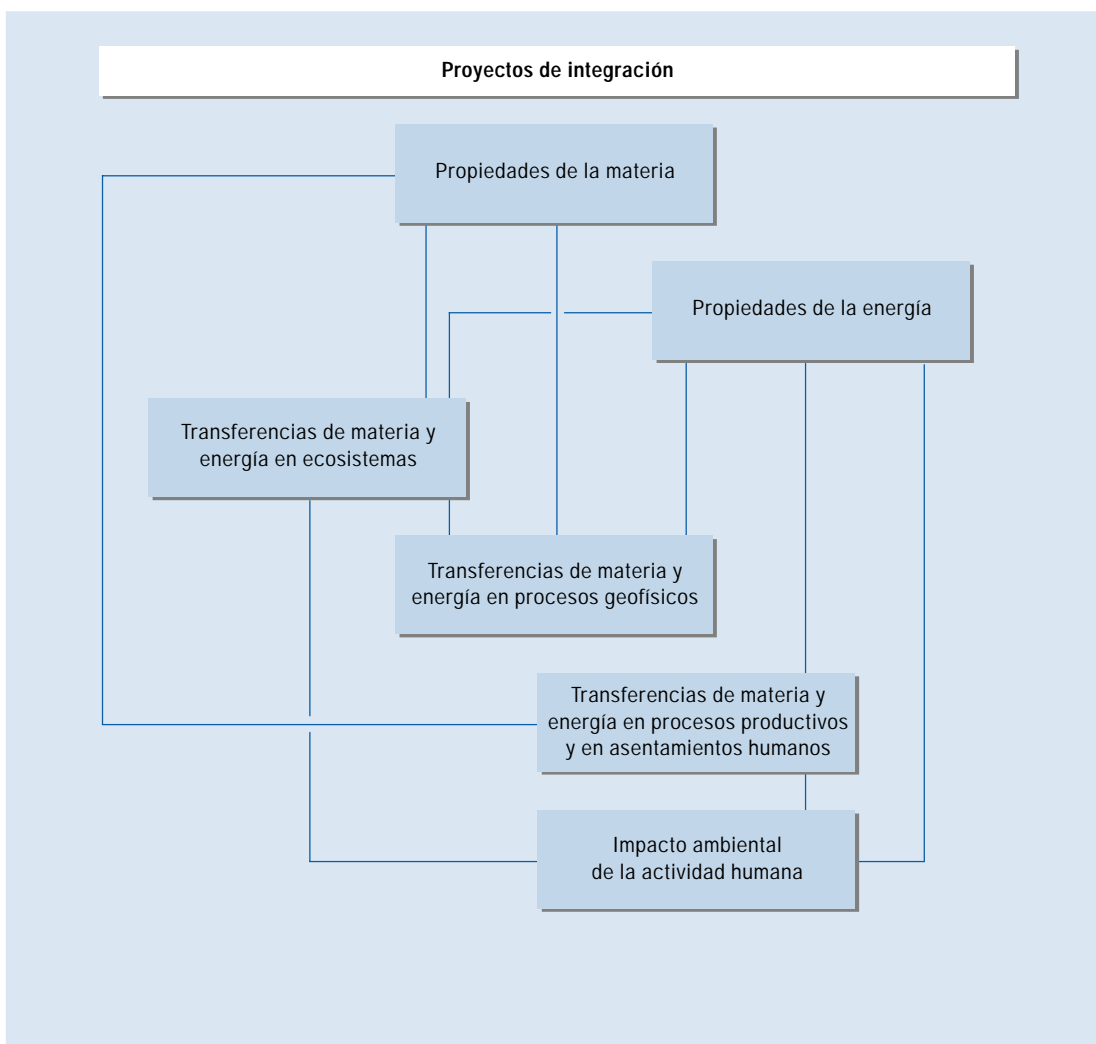 Proyectos de integración
Propiedades de la materia
Propiedades de la energía
Transferencias de materia y
energía en ecosistemas
Transferencias de materia y
energía en procesos geofísicos
Transferencias de materia y
energía en procesos productivos
y en asentamientos humanos
Impacto ambiental
de la actividad humana